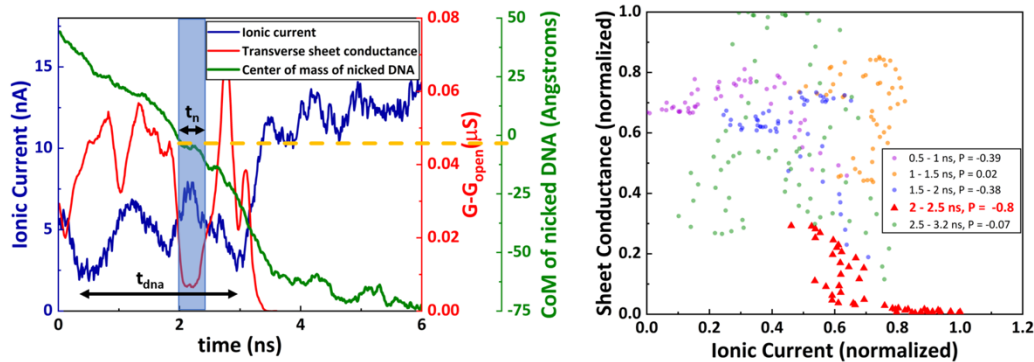 Ionic current
Transverse sheet conductance
Center of mass of nicked DNA
15
10
5
0
Ionic Current (nA)
tn
tdna
0
2
4
6
time (ns)
0.08
0.06
0.04
0.02
0.00
G-Gopen(µS)
50
25
0
-25
-50
-75
CoM of nicked DNA (Angstroms)
1.0
0.8
0.6
0.4
0.2
0.0
Sheet Conductance (normalized)
0.5 - 1 ns, P = -0.39
1 - 1.5 ns, P = 0.02
1.5 - 2 ns, P = -0.38
2 - 2.5 ns, P = -0.8
2.5 - 3.2 ns, P = -0.07
0.0
0.2
0.4
0.6
0.8
1.0
1.2
Ionic Current (normalized)